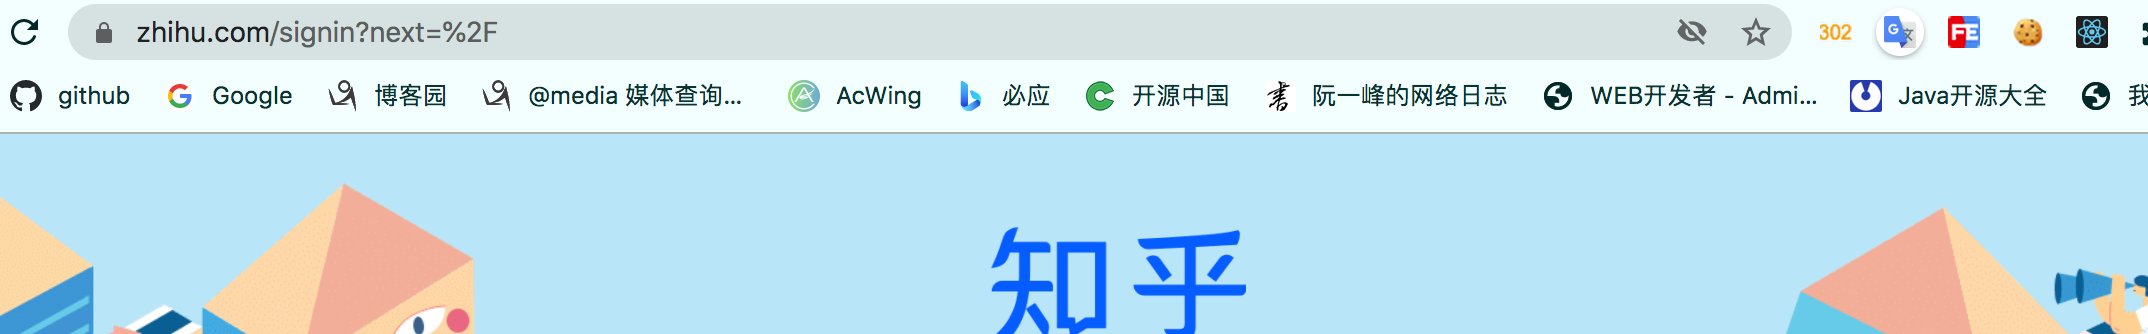 zhihu.com/signin?next=%2F 302 FE
github Google 博客园 @media 媒体查询... AcWing 必应 开源中国 阮一峰的网络日志 WEB开发者 - Admi... Java开源大全 我
知乎